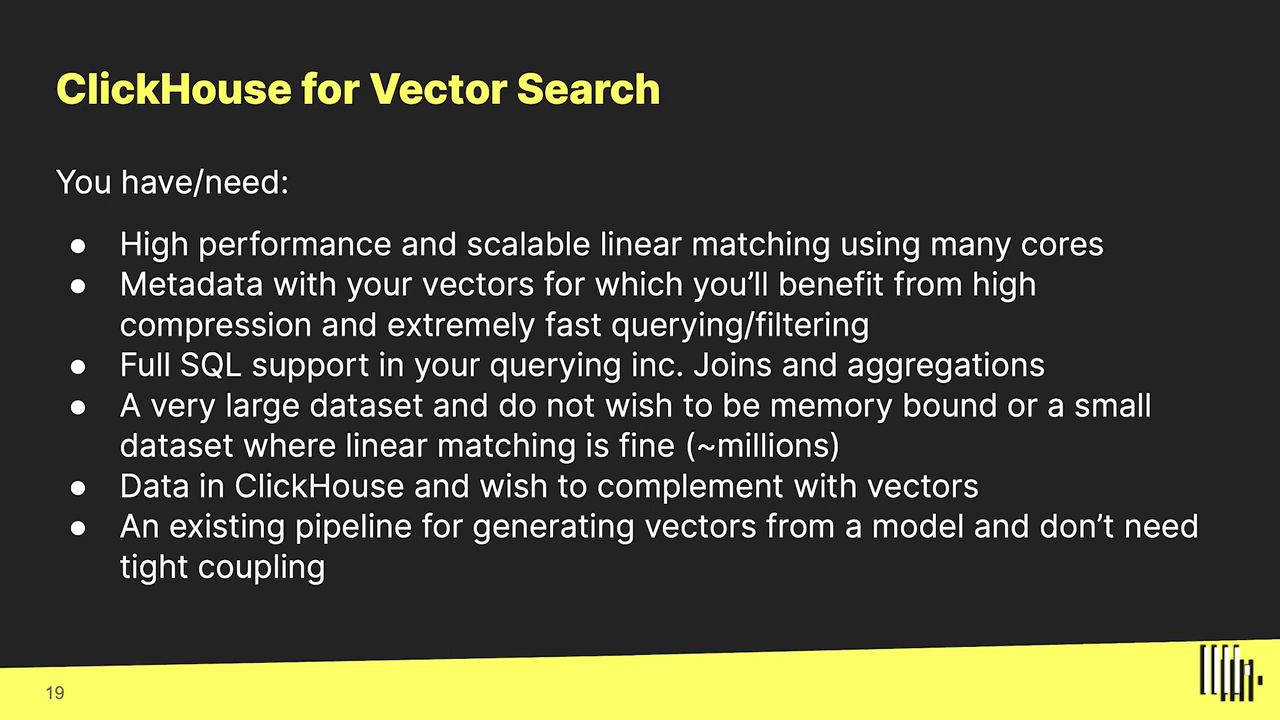 ClickHouse for Vector Search
You have/need:
● High performance and scalable linear matching using many cores
● Metadata with your vectors for which you’ll benefit from high
compression and extremely fast querying/filtering
● Full SQL support in your querying inc. Joins and aggregations
● A very large dataset and do not wish to be memory bound or a small
dataset where linear matching is fine (~millions)
● Data in ClickHouse and wish to complement with vectors
● An existing pipeline for generating vectors from a model and don’t need
tight coupling
19